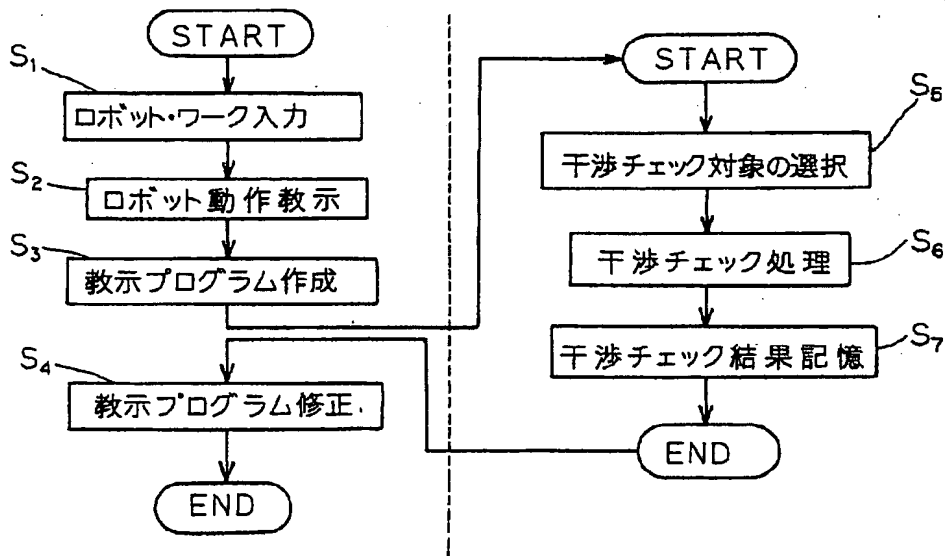 START
S1
ロボット・ワーク入力
S2
ロボット動作教示
S3
教示プログラム作成
S4
教示プログラム修正
END
START
S5
干渉チェック対象の選択
S6
干渉チェック処理
S7
干渉チェック結果記憶
END